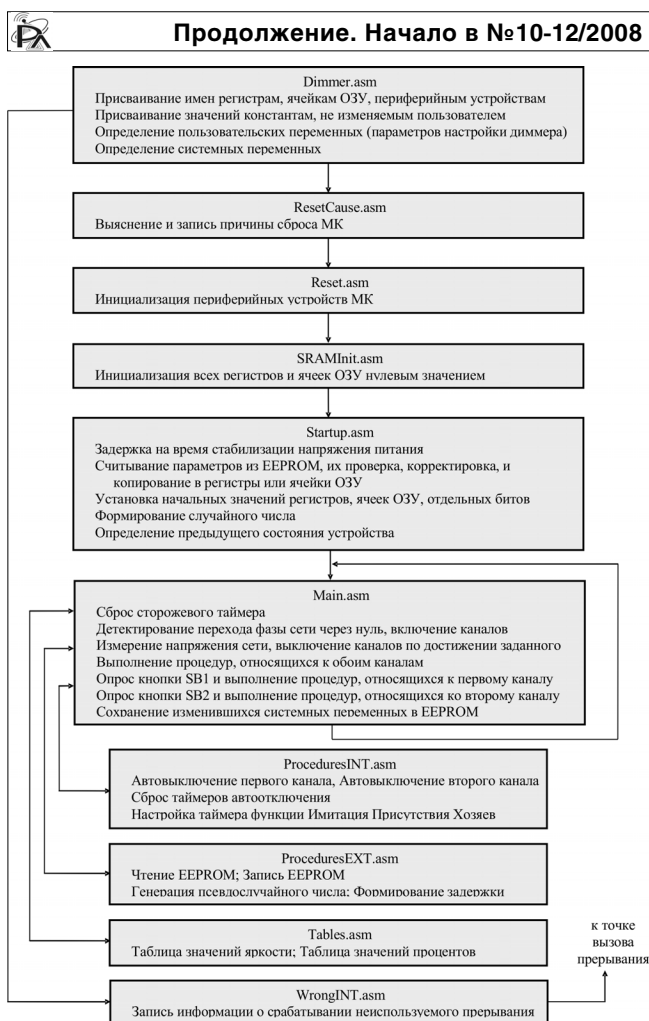 Продолжение. Начало в №10-12/2008
Dimmer.asm
Присваивание имен регистрам, ячейкам ОЗУ, периферийным устройствам
Присваивание значений константам, не изменяемым пользователем
Определение пользовательских переменных (параметров настройки диммера)
Определение системных переменных
ResetCause.asm
Выяснение и запись причины сброса МК
Reset.asm
Инициализация периферийных устройств МК
SRAMInit.asm
Инициализация всех регистров и ячеек ОЗУ нулевым значением
Startup.asm
Задержка на время стабилизации напряжения питания
Считывание параметров из EEPROM, их проверка, корректировка, и
копирование в регистры или ячейки ОЗУ
Установка начальных значений регистров, ячеек ОЗУ, отдельных битов
Формирование случайного числа
Определение предыдущего состояния устройства
Main.asm
Сброс сторожевого таймера
Детектирование перехода фазы сети через нуль, включение каналов
Измерение напряжения сети, выключение каналов по достижении заданного
Выполнение процедур, относящихся к обоим каналам
Опрос кнопки SB1 и выполнение процедур, относящихся к первому каналу
Опрос кнопки SB2 и выполнение процедур, относящихся ко второму каналу
Сохранение изменившихся системных переменных в EEPROM
ProceduresINT.asm
Автовыключение первого канала, Автовыключение второго канала
Сброс таймеров автоотключения
Настройка таймера функции Имитация Присутствия Хозяев
ProceduresEXT.asm
Чтение EEPROM; Запись EEPROM
Генерация псевдослучайного числа; Формирование задержки
Tables.asm
Таблица значений яркости; Таблица значений процентов
к точке
вызова
прерывания
WrongINT.asm
Запись информации о срабатывании неиспользуемого прерывания